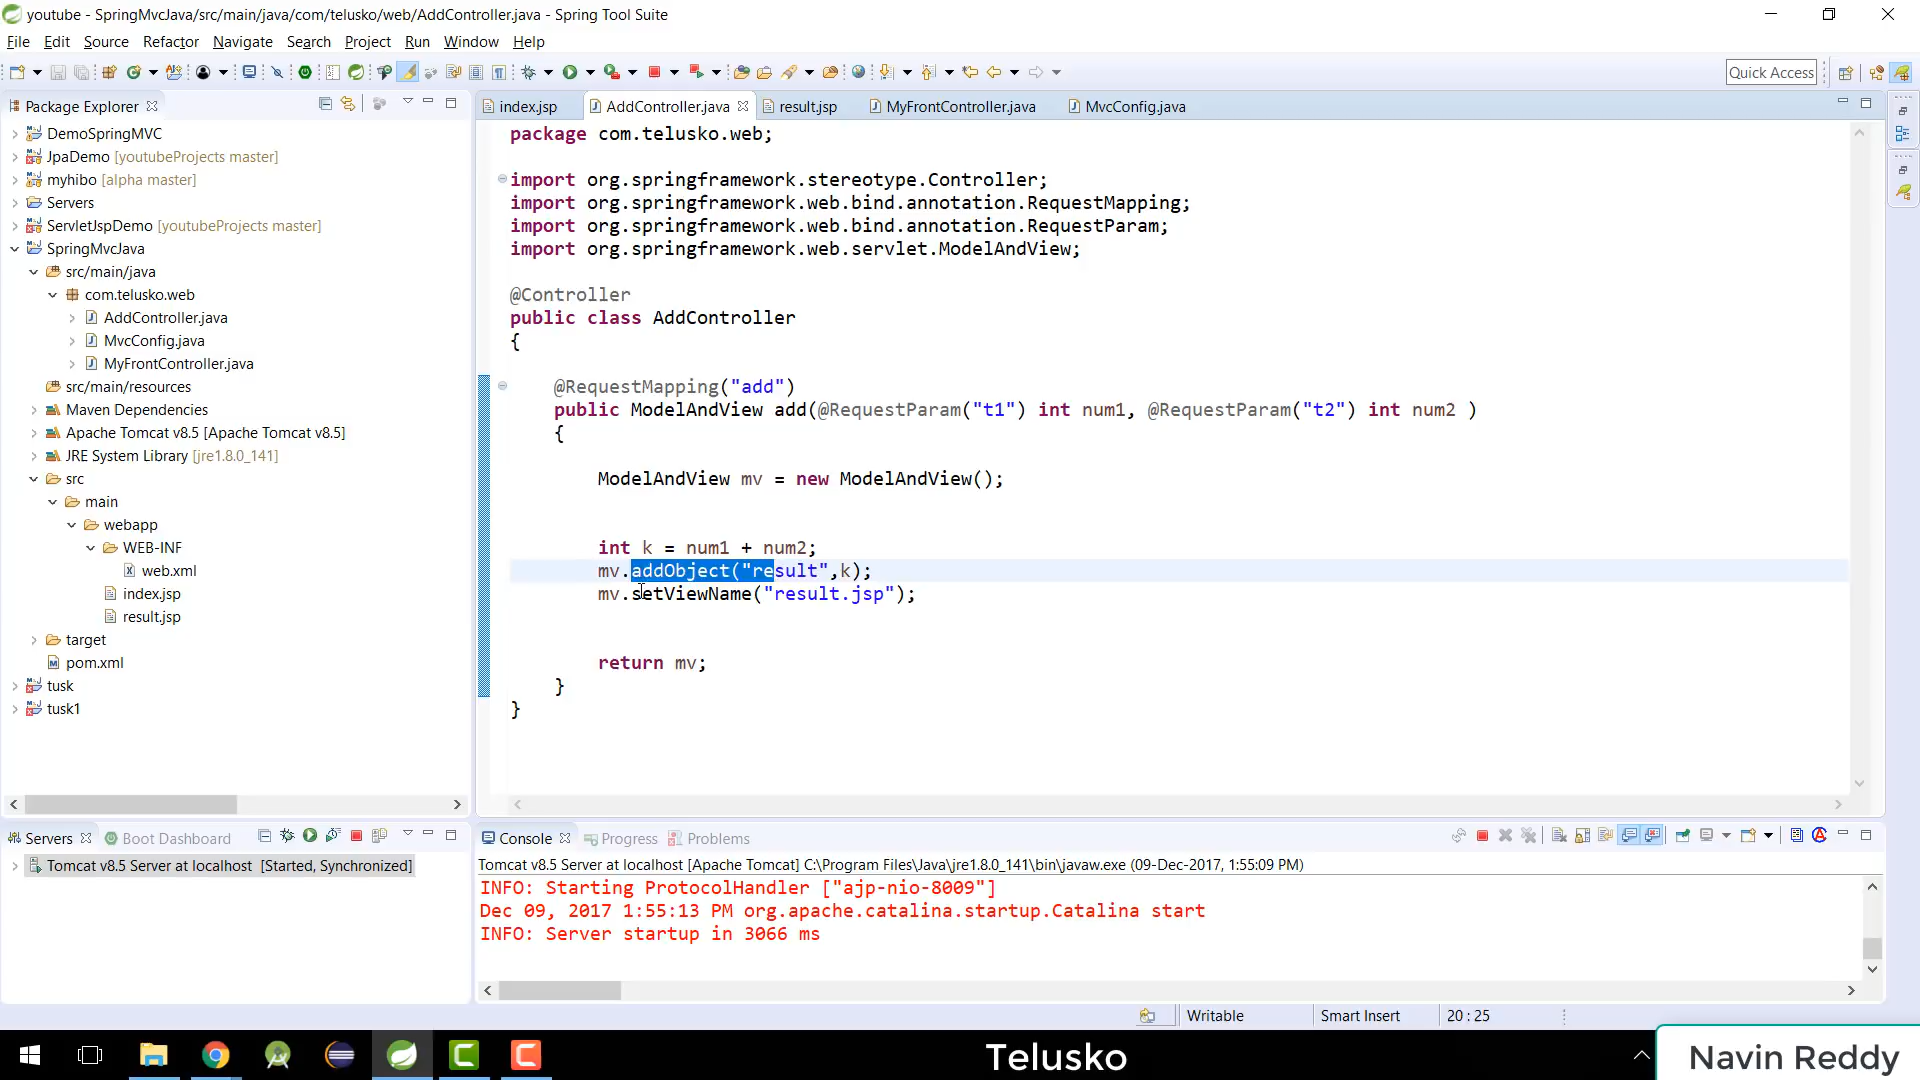 youtube - SpringMvcJava/src/main/java/com/telusko/web/AddController.java - Spring Tool Suite
File Edit Source Refactor Navigate Search Project Run Window Help
Quick Access
Package Explorer
DemoSpringMVC
JpaDemo [youtubeProjects master]
myhibo [alpha master]
Servers
ServletJspDemo [youtubeProjects master]
SpringMvcJava
src/main/java
com.telusko.web
AddController.java
MvcConfig.java
MyFrontController.java
src/main/resources
Maven Dependencies
Apache Tomcat v8.5 [Apache Tomcat v8.5]
JRE System Library [jre1.8.0_141]
src
main
webapp
WEB-INF
web.xml
index.jsp
result.jsp
target
pom.xml
tusk
tusk1
index.jsp AddController.java result.jsp MyFrontController.java MvcConfig.java
package com.telusko.web;
import org.springframework.stereotype.Controller;
import org.springframework.web.bind.annotation.RequestMapping;
import org.springframework.web.bind.annotation.RequestParam;
import org.springframework.web.servlet.ModelAndView;
@Controller
public class AddController
{
@RequestMapping("add")
public ModelAndView add(@RequestParam("t1") int num1, @RequestParam("t2") int num2 )
{
ModelAndView mv = new ModelAndView();
int k = num1 + num2;
mv.addObject("result",k);
mv.setViewName("result.jsp");
return mv;
}
}
Servers Boot Dashboard
Tomcat v8.5 Server at localhost [Started, Synchronized]
Console Progress Problems
Tomcat v8.5 Server at localhost [Apache Tomcat] C:\Program Files\Java\jre1.8.0_141\bin\javaw.exe (09-Dec-2017, 1:55:09 PM)
INFO: Starting ProtocolHandler ["ajp-nio-8009"]
Dec 09, 2017 1:55:13 PM org.apache.catalina.startup.Catalina start
INFO: Server startup in 3066 ms
Writable Smart Insert 20 : 25
Telusko
Navin Reddy